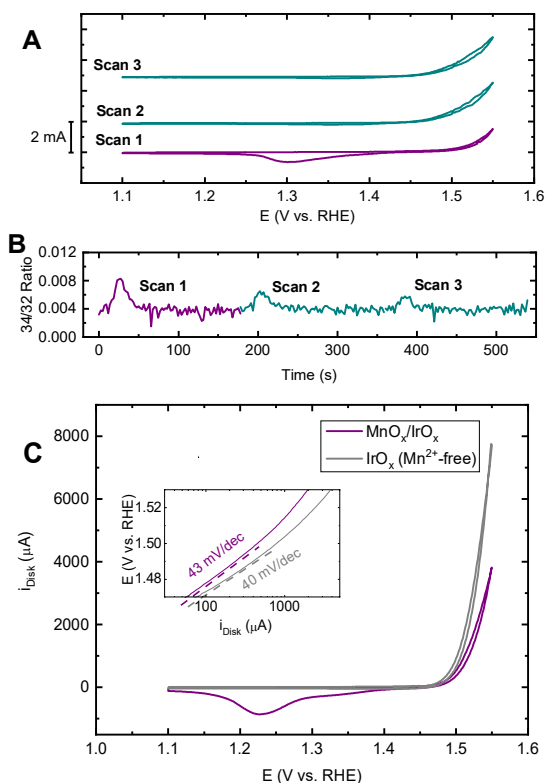 A
Scan 3
Scan 2
2 mA
Scan 1
1.1 1.2 1.3 1.4 1.5 1.6
E (V vs. RHE)
B
0.012
0.008
0.004
0.000
34/32 Ratio
Scan 1 Scan 2 Scan 3
0 100 200 300 400 500
Time (s)
C
8000
6000
4000
2000
0
i_Disk (μA)
MnOₓ/IrOₓ
IrOₓ (Mn²⁺-free)
1.52
1.50
1.48
E (V vs. RHE)
43 mV/dec
40 mV/dec
100 1000
i_Disk (μA)
1.0 1.1 1.2 1.3 1.4 1.5 1.6
E (V vs. RHE)